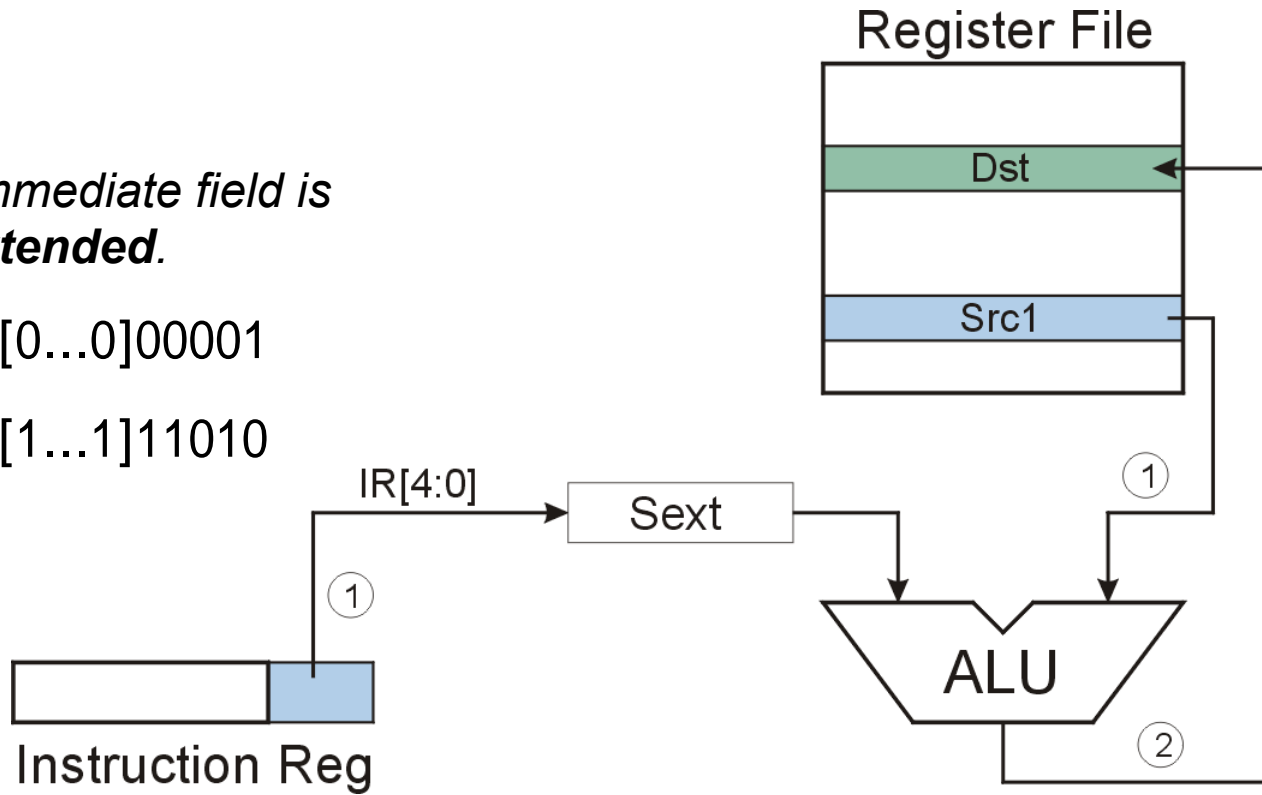 Register File
Dst
mmediate field is
tended.
Src1
[0...0]00001
[1...1]11010
IR[4:0]
1
Sext
1
ALU
2
Instruction Reg